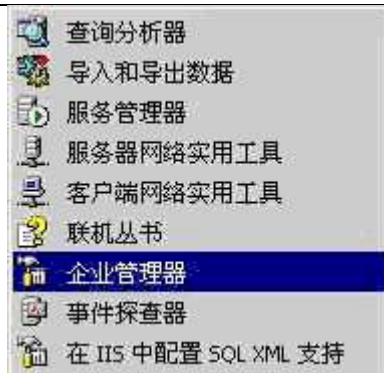 查询分析器
导入和导出数据
服务管理器
服务器网络实用工具
客户端网络实用工具
联机丛书
企业管理器
事件探查器
在 IIS 中配置 SQL XML 支持